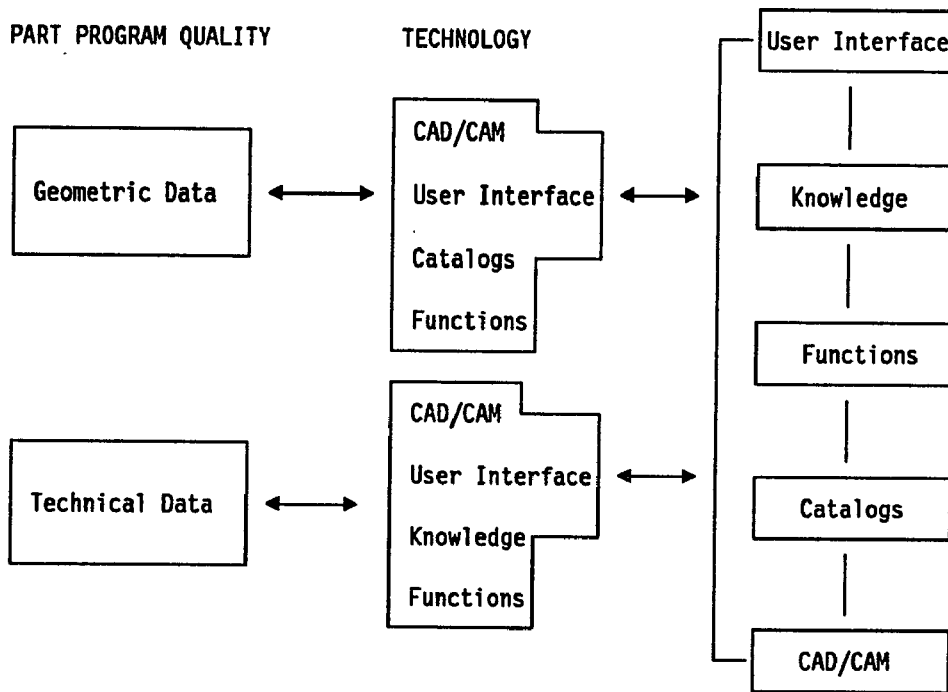 PART PROGRAM QUALITY
TECHNOLOGY
Geometric Data
CAD/CAM
User Interface
Catalogs
Functions
Technical Data
CAD/CAM
User Interface
Knowledge
Functions
User Interface
Knowledge
Functions
Catalogs
CAD/CAM